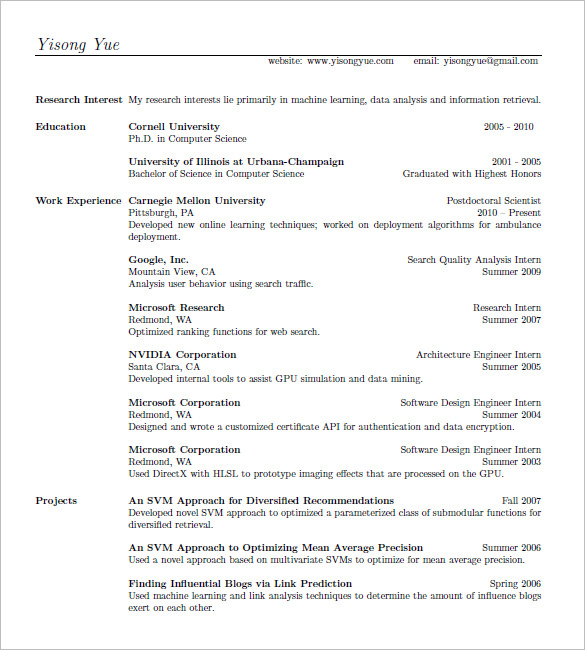 Yisong Yue
website: www.yisongyue.com email: yisongyue@gmail.com
Research Interest My research interests lie primarily in machine learning, data analysis and information retrieval.
Education Cornell University 2005 - 2010
Ph.D. in Computer Science
University of Illinois at Urbana-Champaign 2001 - 2005
Bachelor of Science in Computer Science Graduated with Highest Honors
Work Experience Carnegie Mellon University Postdoctoral Scientist
Pittsburgh, PA 2010 – Present
Developed new online learning techniques; worked on deployment algorithms for ambulance
deployment.
Google, Inc. Search Quality Analysis Intern
Mountain View, CA Summer 2009
Analysis user behavior using search traffic.
Microsoft Research Research Intern
Redmond, WA Summer 2007
Optimized ranking functions for web search.
NVIDIA Corporation Architecture Engineer Intern
Santa Clara, CA Summer 2005
Developed internal tools to assist GPU simulation and data mining.
Microsoft Corporation Software Design Engineer Intern
Redmond, WA Summer 2004
Designed and wrote a customized certificate API for authentication and data encryption.
Microsoft Corporation Software Design Engineer Intern
Redmond, WA Summer 2003
Used DirectX with HLSL to prototype imaging effects that are processed on the GPU.
Projects An SVM Approach for Diversified Recommendations Fall 2007
Developed novel SVM approach to optimized a parameterized class of submodular functions for
diversified retrieval.
An SVM Approach to Optimizing Mean Average Precision Summer 2006
Used a novel approach based on multivariate SVMs to optimize for mean average precision.
Finding Influential Blogs via Link Prediction Spring 2006
Used machine learning and link analysis techniques to determine the amount of influence blogs
exert on each other.